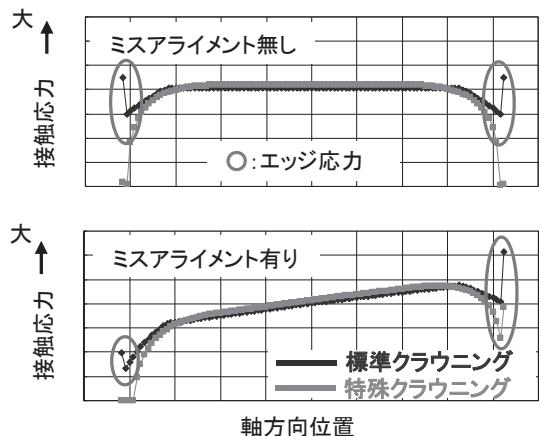 大
ミスアライメント無し
接触応力
○:エッジ応力
大
ミスアライメント有り
接触応力
標準クラウニング
特殊クラウニング
軸方向位置